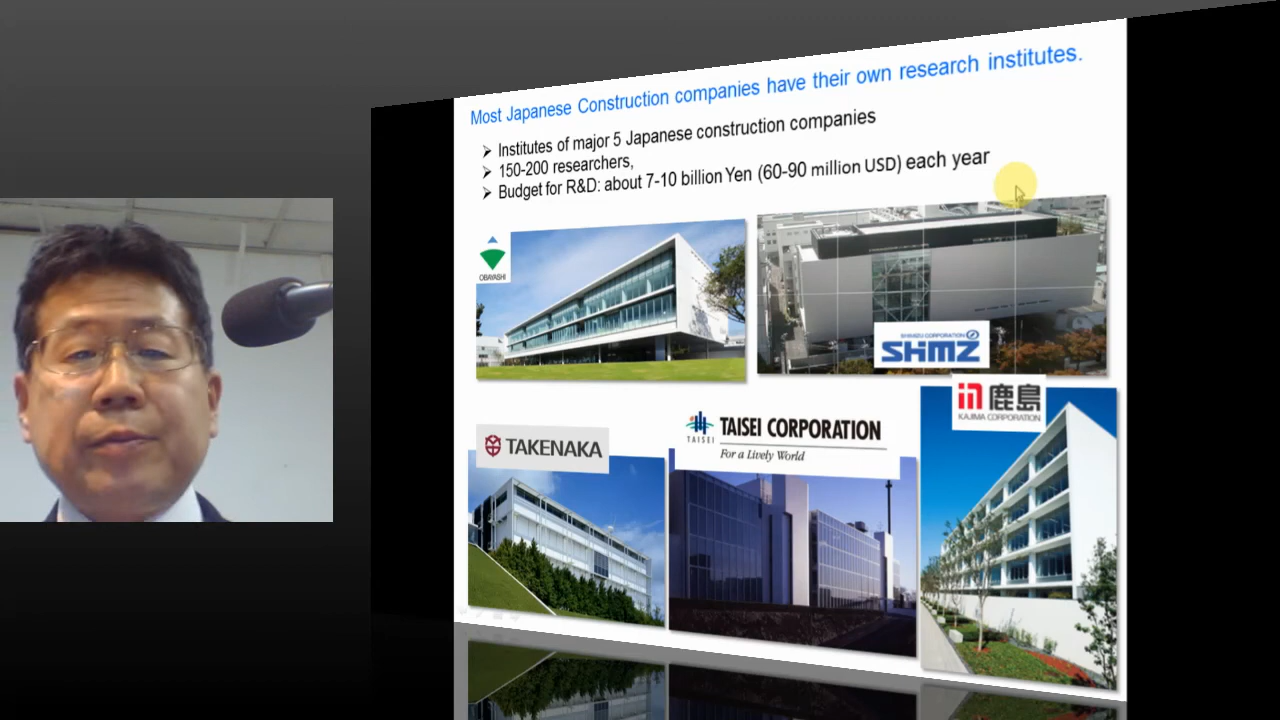 Most Japanese Construction companies have their own research institutes.
Institutes of major 5 Japanese construction companies
150-200 researchers,
Budget for R&D: about 7-10 billion Yen (60-90 million USD) each year
OBAYASHI
SHIMIZU CORPORATION
SHMZ
鹿島
KAJIMA CORPORATION
TAKENAKA
TAISEI
TAISEI CORPORATION
For a Lively World